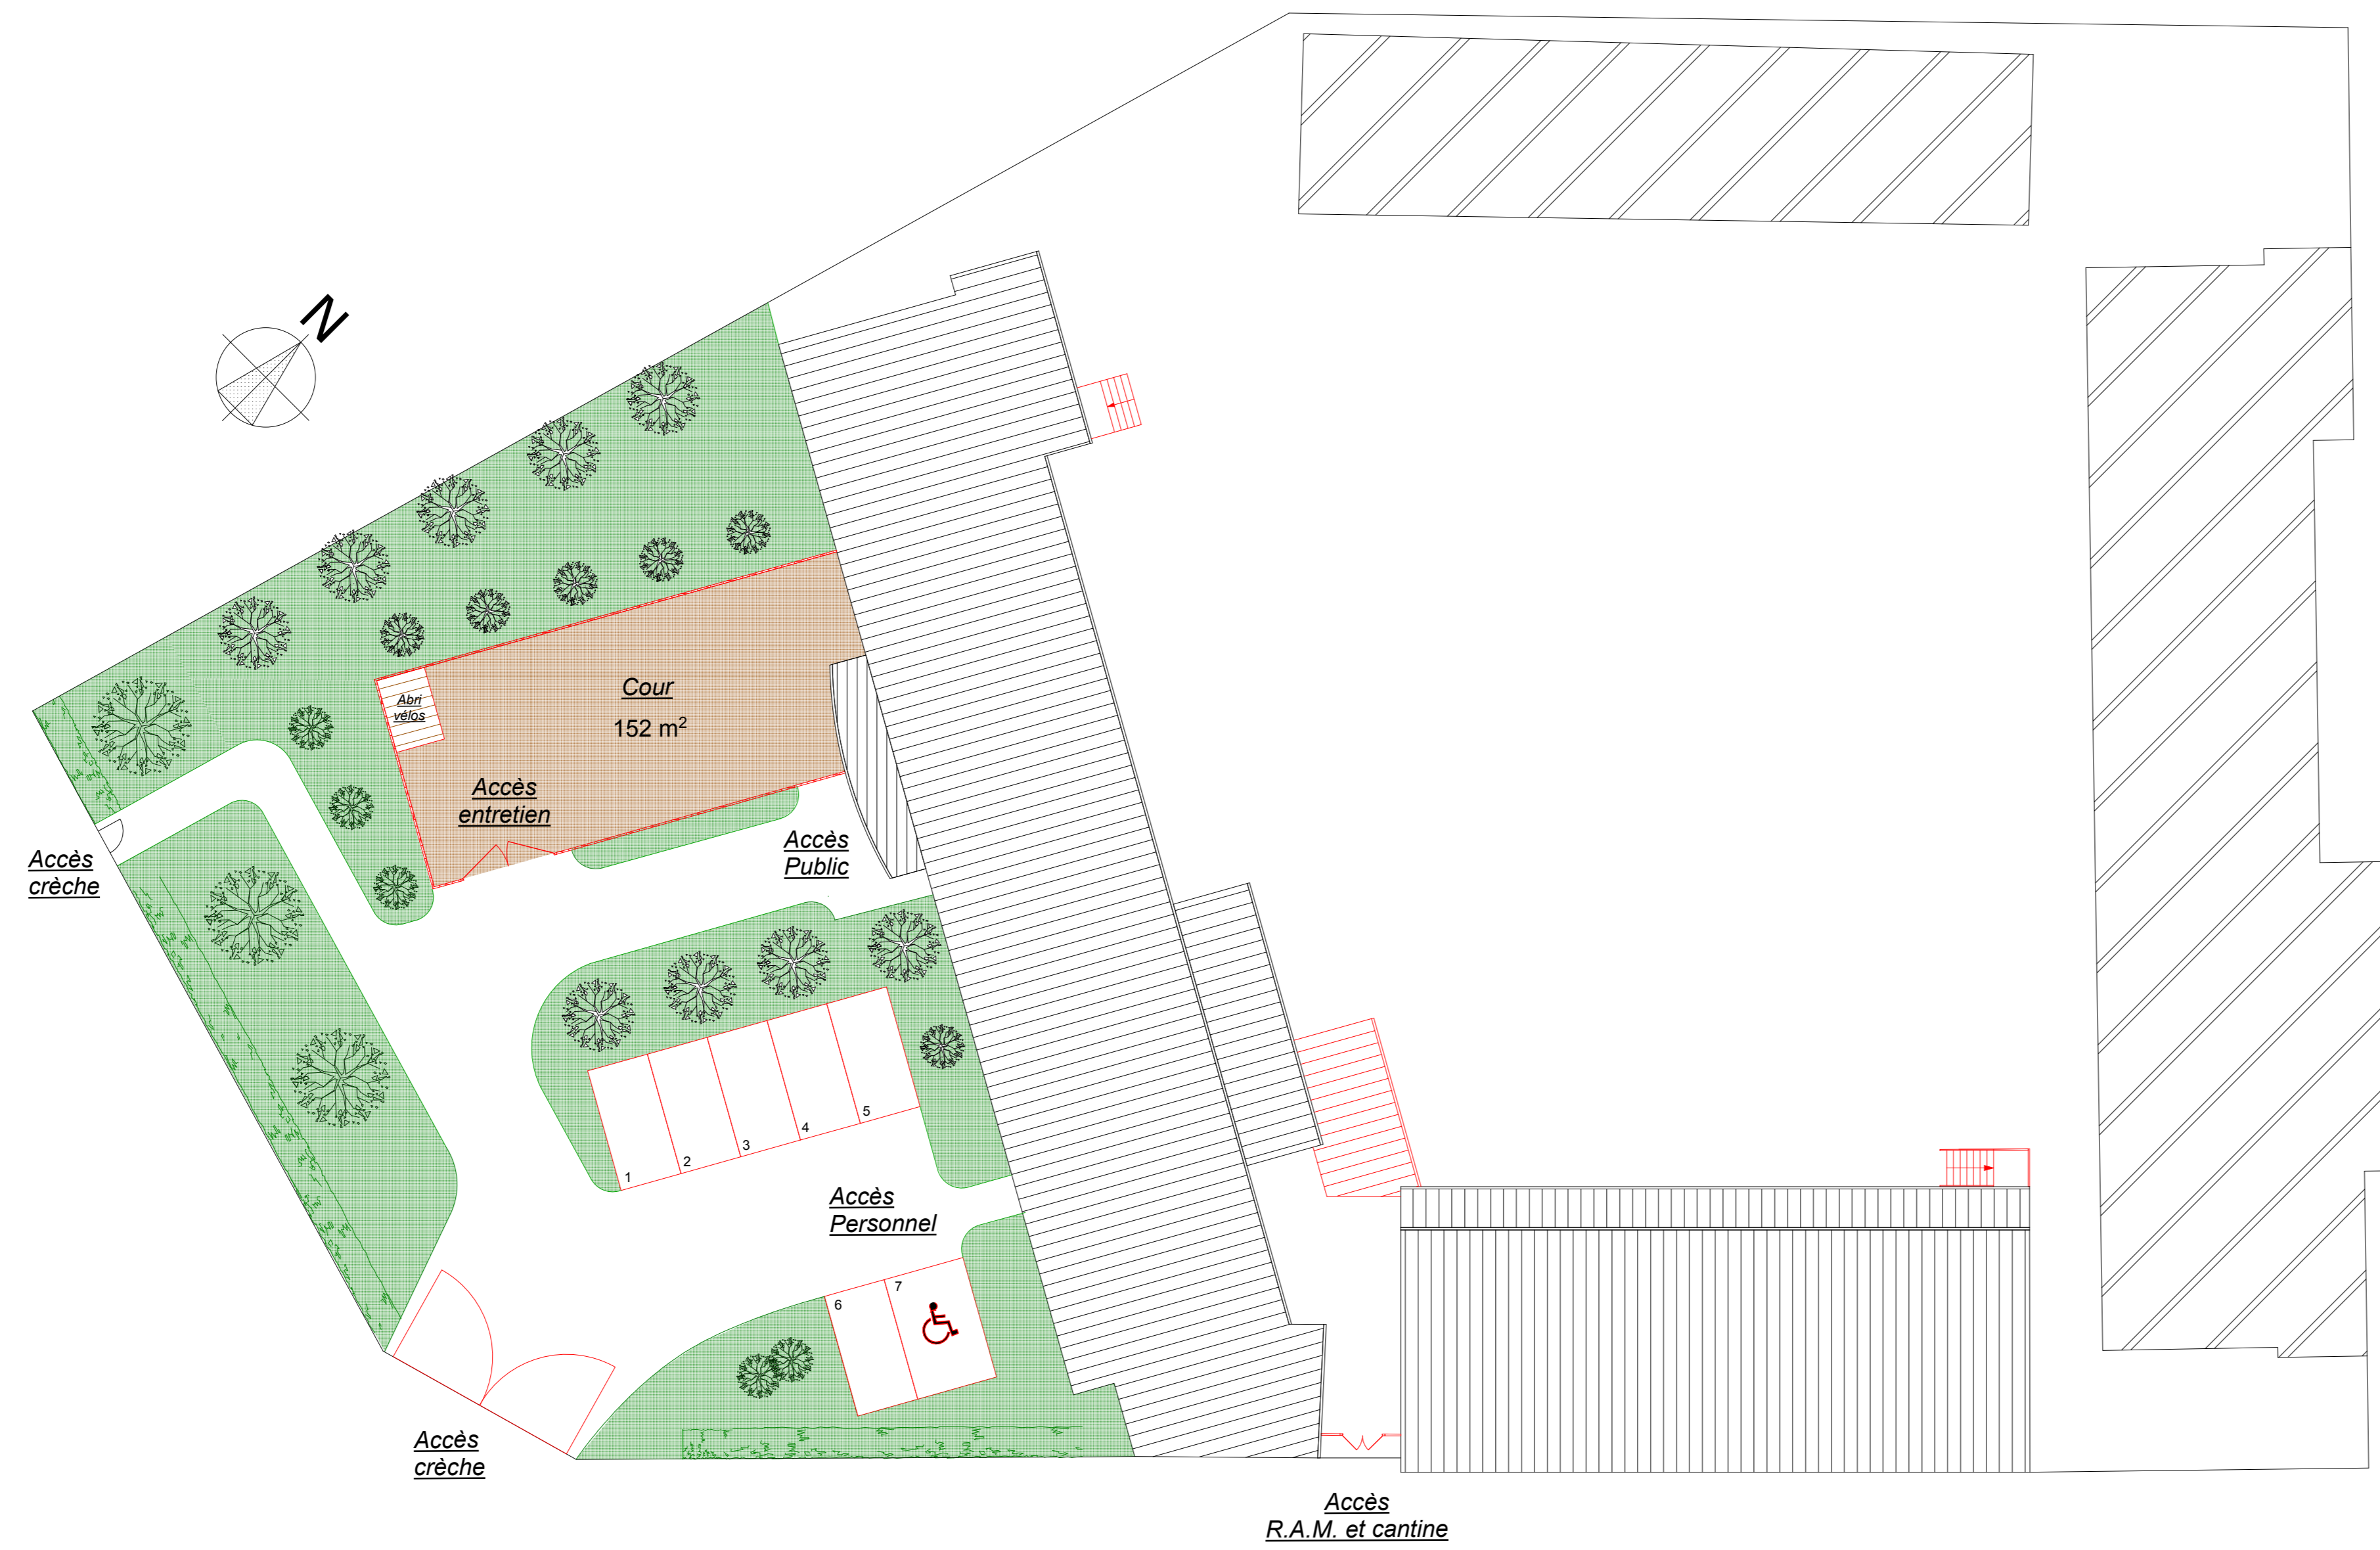 N
Abri
vélos
Cour
152 m²
Accès
entretien
Accès
Public
Accès
crèche
1
2
3
4
5
Accès
Personnel
6
7
Accès
crèche
Accès
R.A.M. et cantine